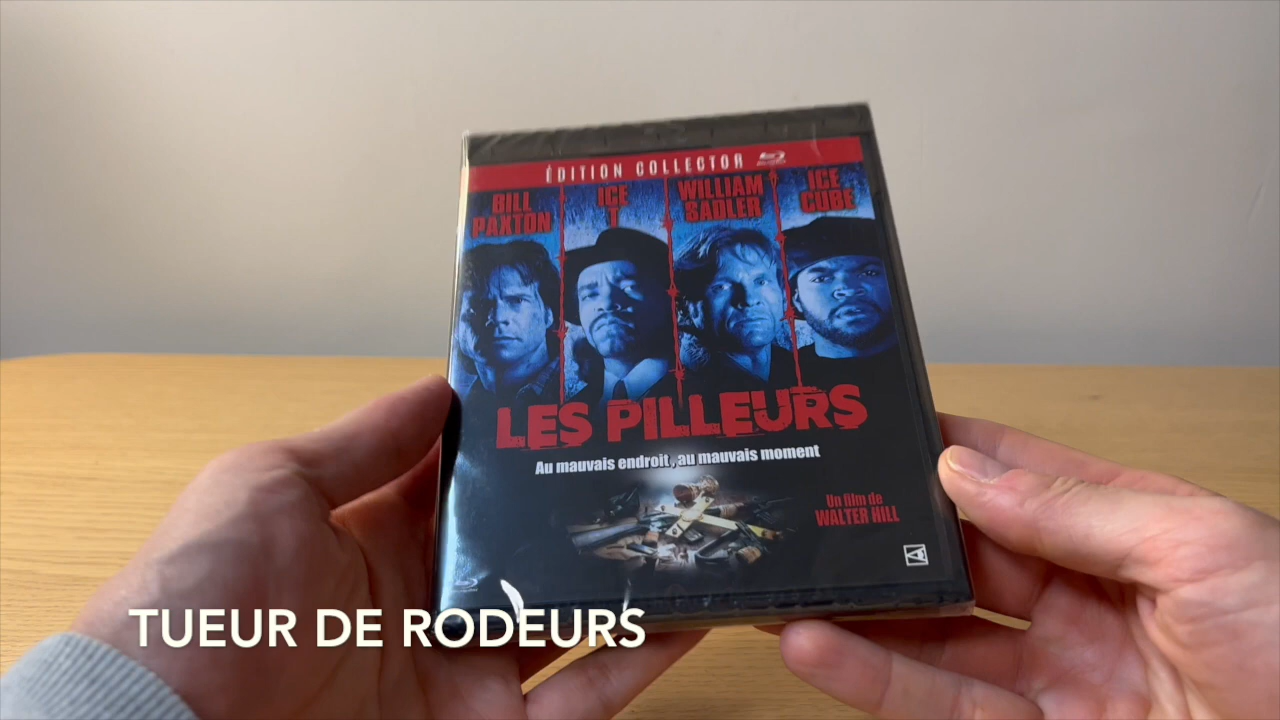 ÉDITION COLLECTOR
BILL
PAXTON
ICE
T
WILLIAM
SADLER
ICE
CUBE
LES PILLEURS
Au mauvais endroit , au mauvais moment
Un film de
WALTER HILL
TUEUR DE RODEURS